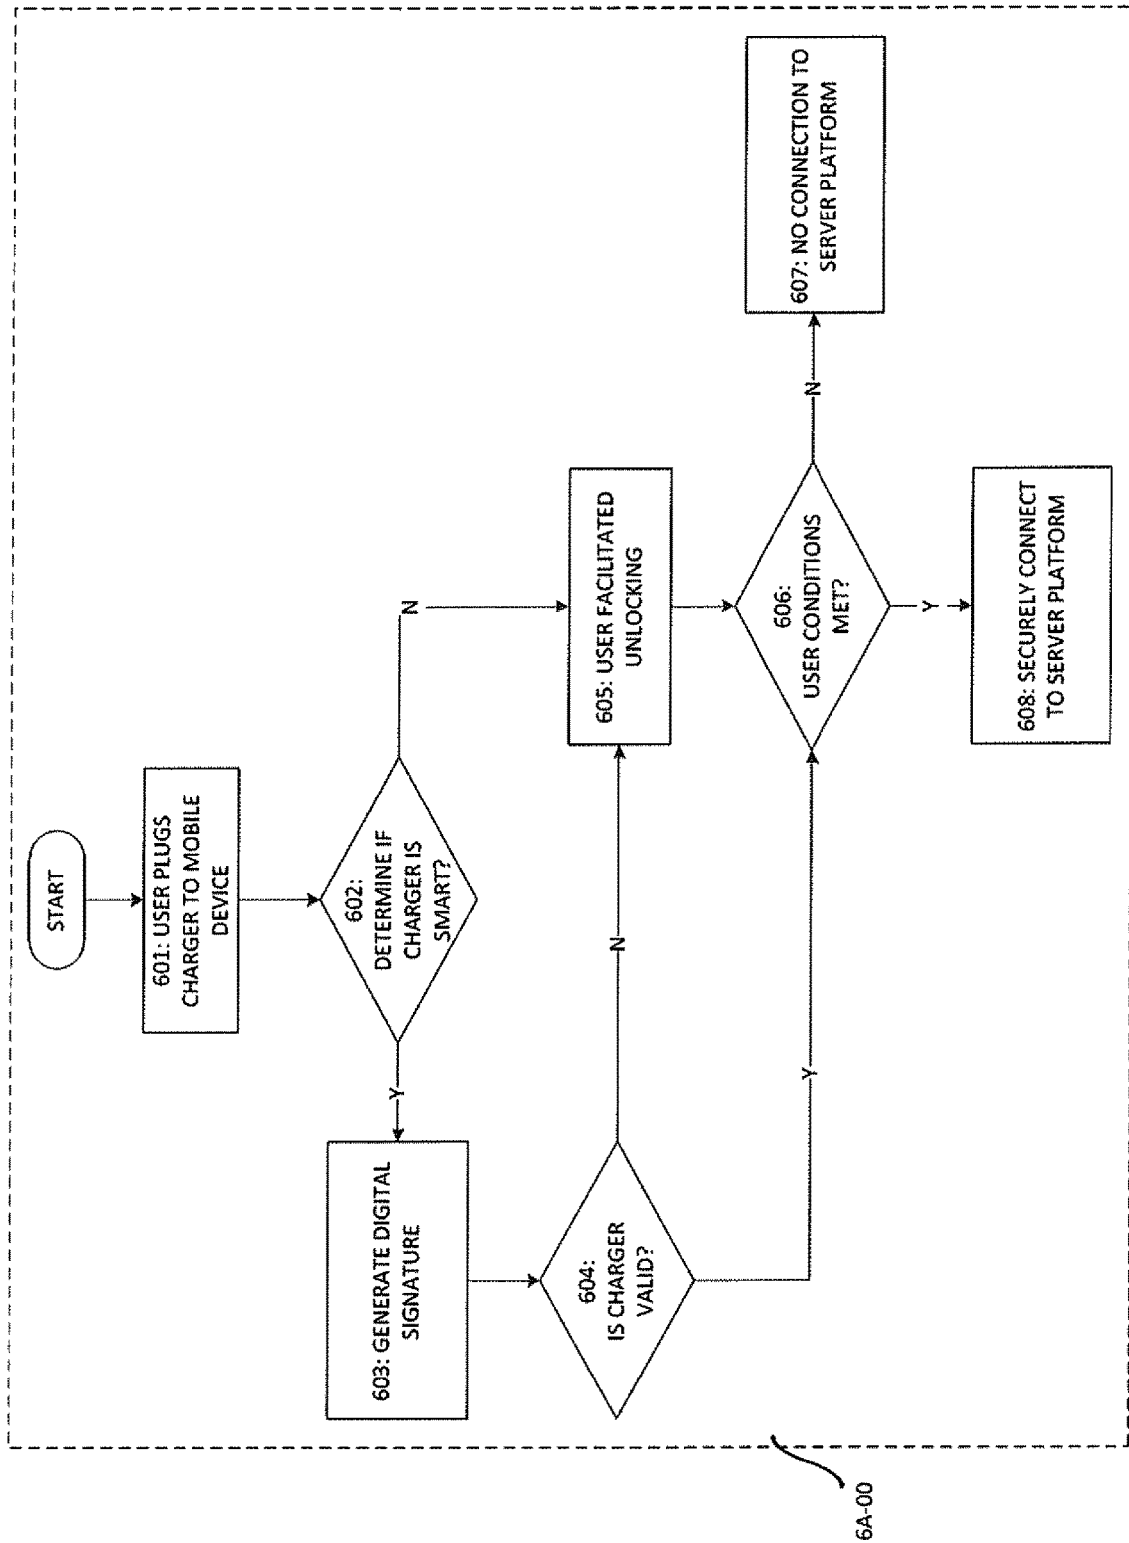 START
601: USER PLUGS
CHARGER TO MOBILE
DEVICE
602:
DETERMINE IF
CHARGER IS
SMART?
Y
N
603: GENERATE DIGITAL
SIGNATURE
604:
IS CHARGER
VALID?
N
Y
605: USER FACILITATED
UNLOCKING
606:
USER CONDITIONS
MET?
N
Y
607: NO CONNECTION TO
SERVER PLATFORM
608: SECURELY CONNECT
TO SERVER PLATFORM
6A-00